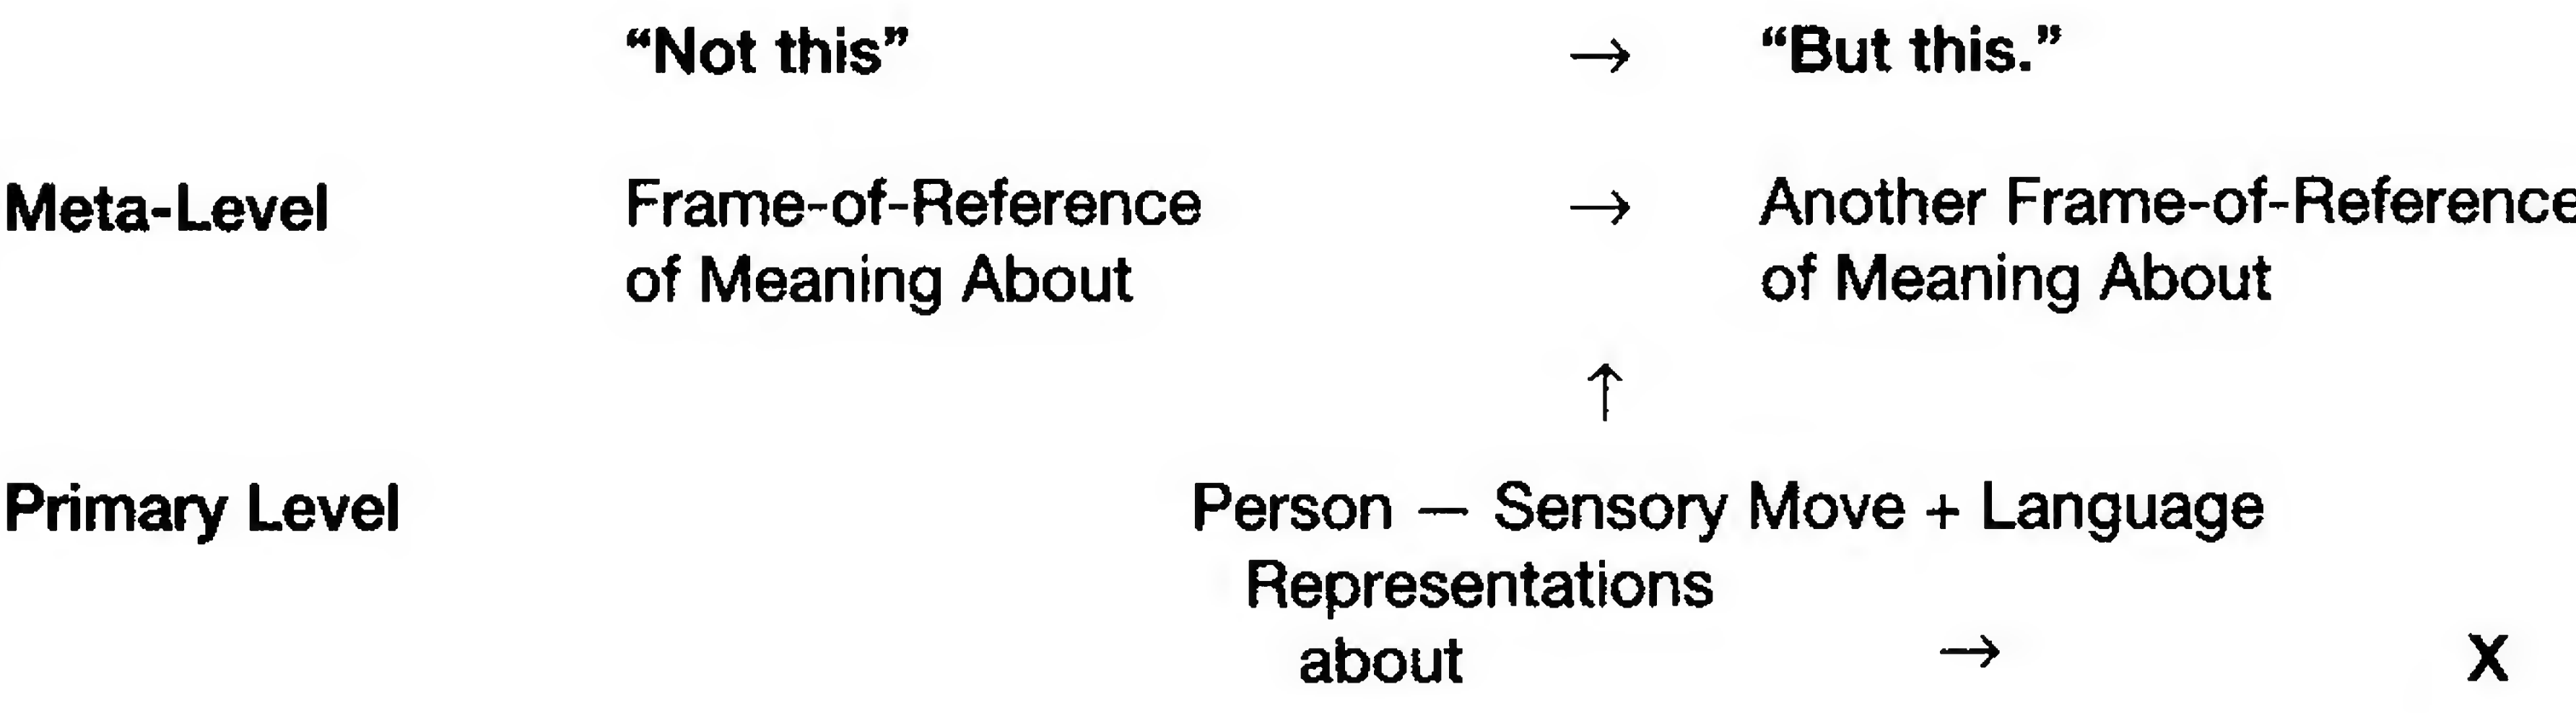 “Not this” → “But this.”
Meta-Level Frame-of-Reference → Another Frame-of-Reference
of Meaning About of Meaning About
↑
Primary Level Person — Sensory Move + Language
Representations
about → X